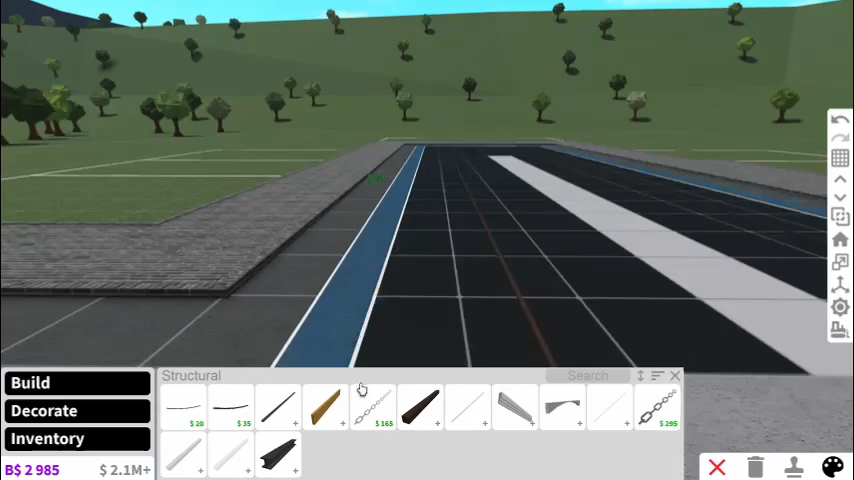 Build
Decorate
Inventory
B$ 2 985
$ 2.1M+
Structural
Search
$ 20
$ 35
+
+
$ 165
+
+
+
+
+
$ 295
+
+
+